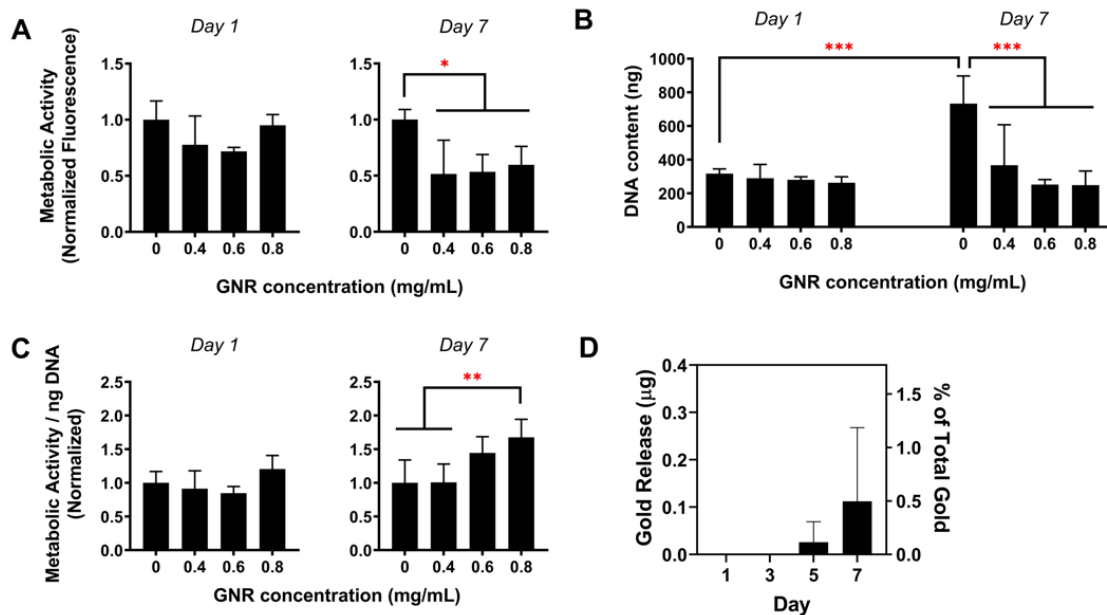 A
Day 1
Day 7
Metabolic Activity
(Normalized Fluorescence)
1.5
1.0
0.5
0.0
0 0.4 0.6 0.8
*
1.5
1.0
0.5
0.0
0 0.4 0.6 0.8
GNR concentration (mg/mL)
B
Day 1
Day 7
***
***
DNA content (ng)
1000
800
600
400
200
0
0 0.4 0.6 0.8
0 0.4 0.6 0.8
GNR concentration (mg/mL)
C
Day 1
Day 7
Metabolic Activity / ng DNA
(Normalized)
2.5
2.0
1.5
1.0
0.5
0.0
0 0.4 0.6 0.8
**
2.5
2.0
1.5
1.0
0.5
0.0
0 0.4 0.6 0.8
GNR concentration (mg/mL)
D
Gold Release (μg)
0.4
0.3
0.2
0.1
0.0
1 3 5 7
Day
1.5
1.0
0.5
0.0
% of Total Gold